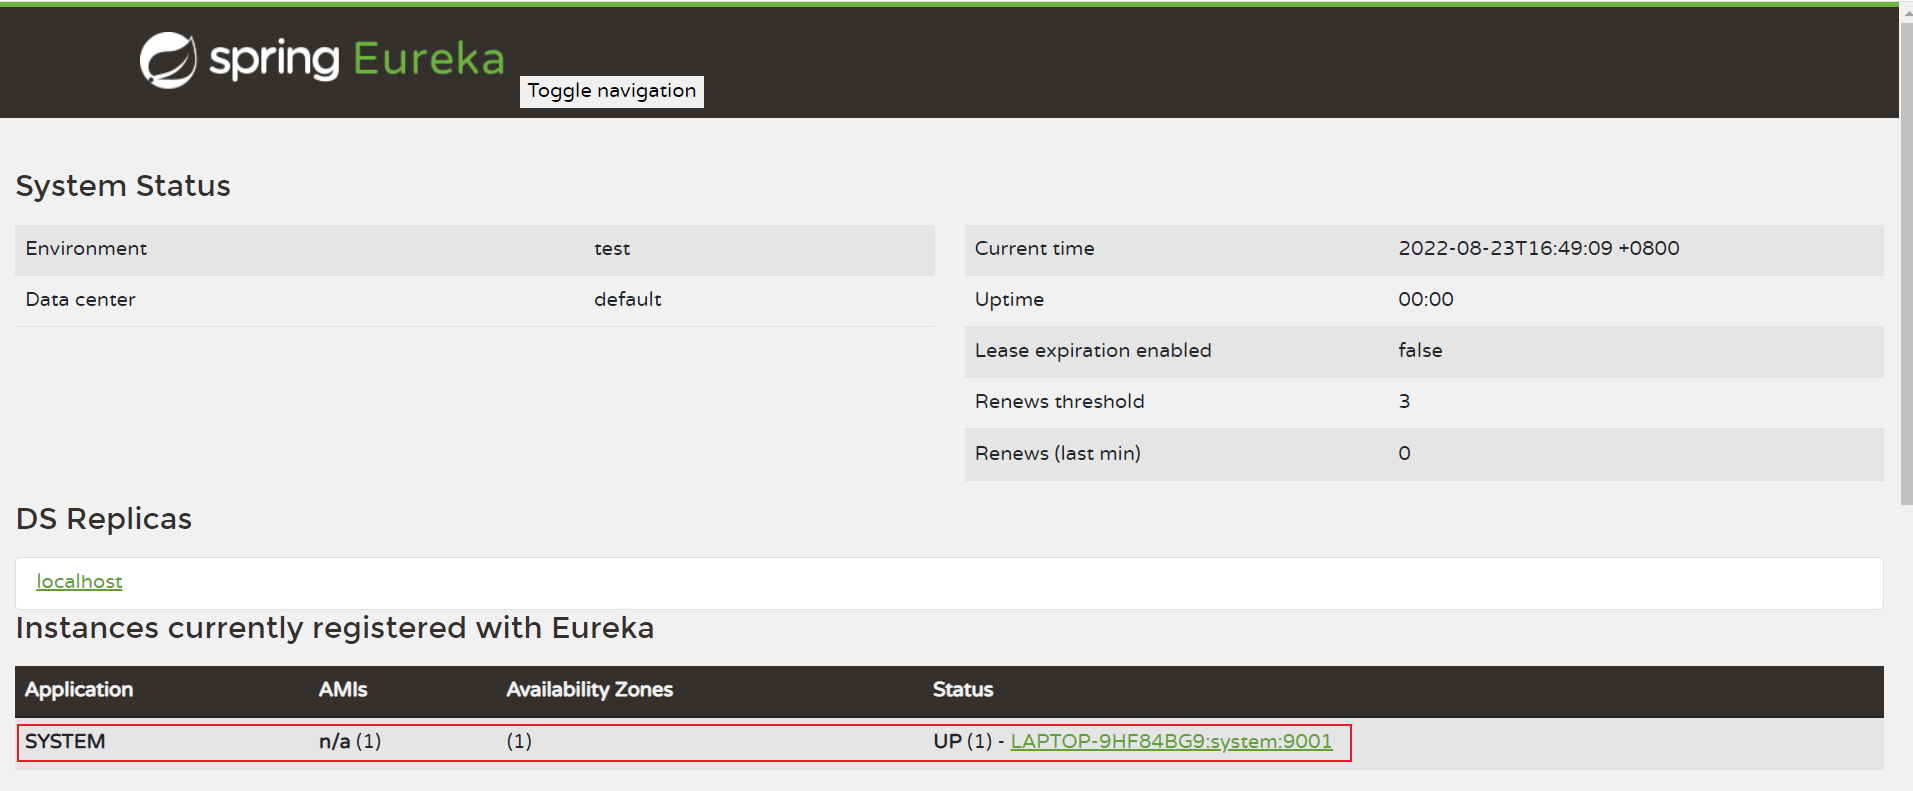 spring Eureka
Toggle navigation
System Status
Environment test
Data center default
Current time 2022-08-23T16:49:09 +0800
Uptime 00:00
Lease expiration enabled false
Renews threshold 3
Renews (last min) 0
DS Replicas
localhost
Instances currently registered with Eureka
Application AMIs Availability Zones Status
SYSTEM n/a (1) (1) UP (1) - LAPTOP-9HF84BG9:system:9001